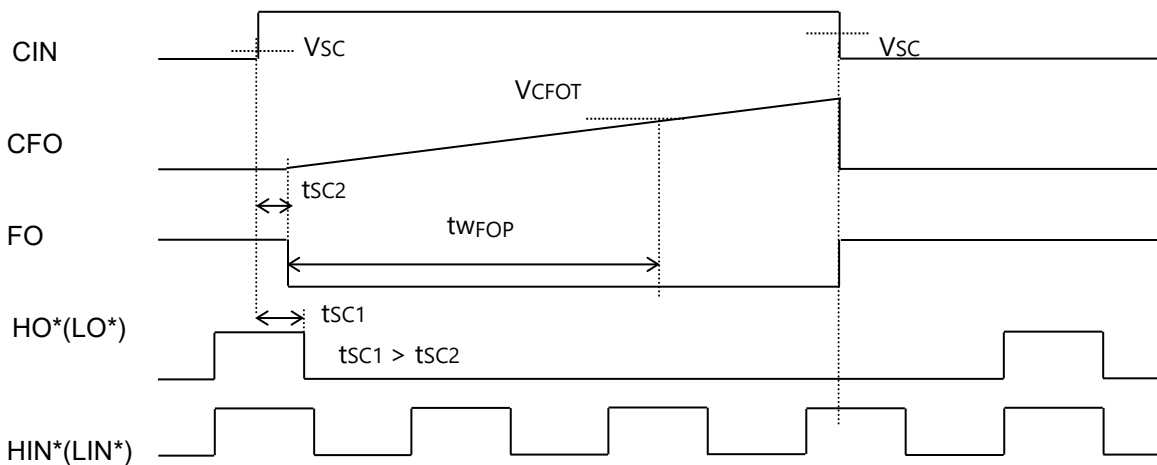 CIN
VSC
VSC
VCFOT
CFO
tSC2
twFOP
FO
tSC1
HO*(LO*)
tSC1 > tSC2
HIN*(LIN*)